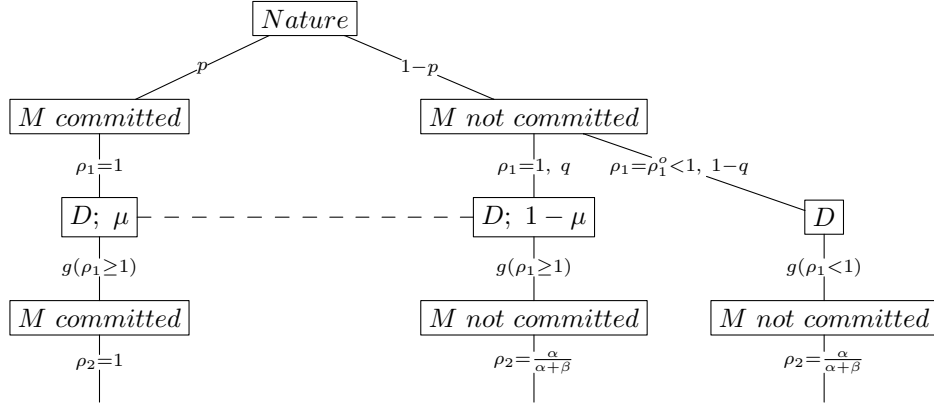 Nature
p
1−p
M committed
M not committed
ρ₁=1
ρ₁=1, q
ρ₁=ρ₁ᵒ<1, 1−q
D; μ
D; 1 − μ
D
g(ρ₁≥1)
g(ρ₁≥1)
g(ρ₁<1)
M committed
M not committed
M not committed
ρ₂=1
ρ₂=α/(α+β)
ρ₂=α/(α+β)